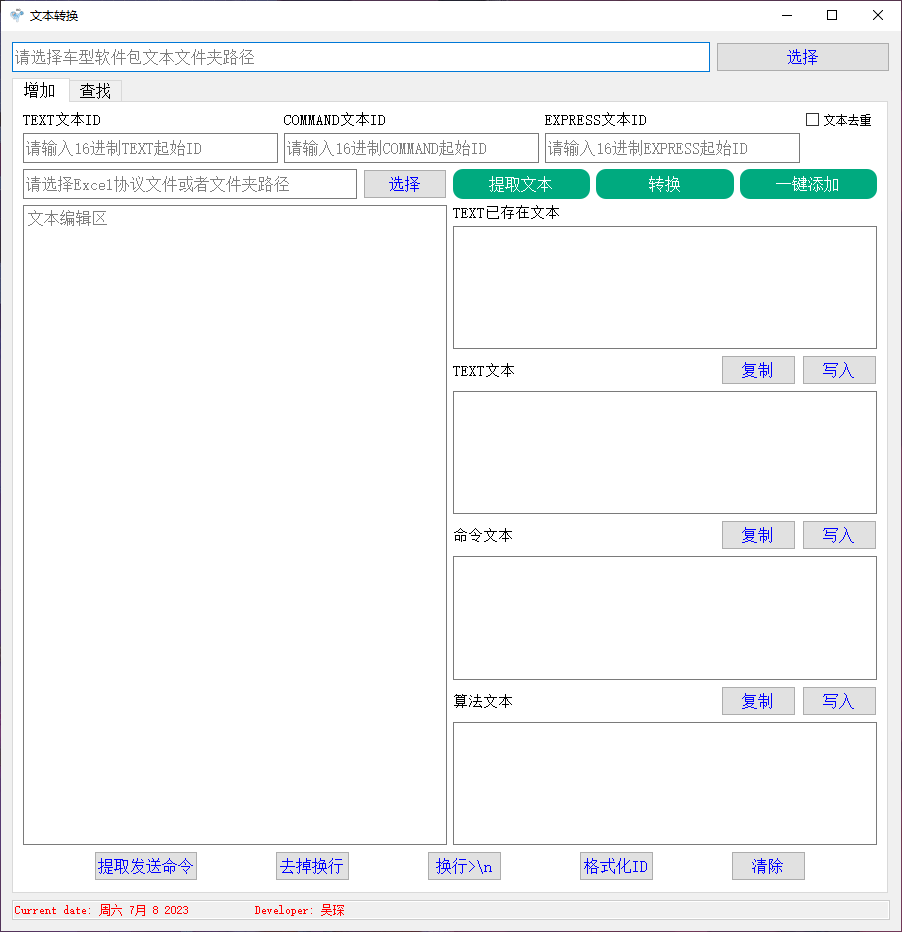 文本转换
请选择车型软件包文本文件夹路径 选择
增加 查找
TEXT文本ID COMMAND文本ID EXPRESS文本ID 文本去重
请输入16进制TEXT起始ID 请输入16进制COMMAND起始ID 请输入16进制EXPRESS起始ID
请选择Excel协议文件或者文件夹路径 选择 提取文本 转换 一键添加
文本编辑区 TEXT已存在文本
TEXT文本 复制 写入
命令文本 复制 写入
算法文本 复制 写入
提取发送命令 去掉换行 换行>\n 格式化ID 清除
Current date: 周六 7月 8 2023 Developer: 吴琛